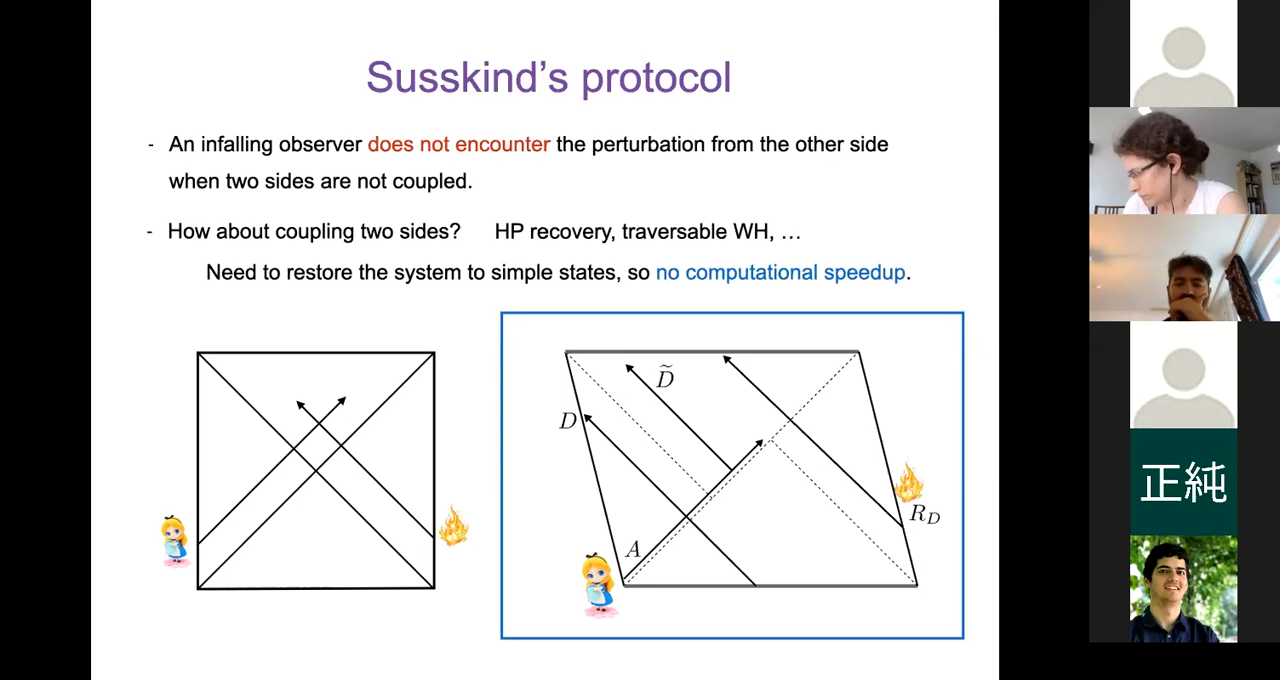 Susskind's protocol
- An infalling observer does not encounter the perturbation from the other side
when two sides are not coupled.
- How about coupling two sides? HP recovery, traversable WH, …
Need to restore the system to simple states, so no computational speedup.
D̃
D
R_D
A
正純